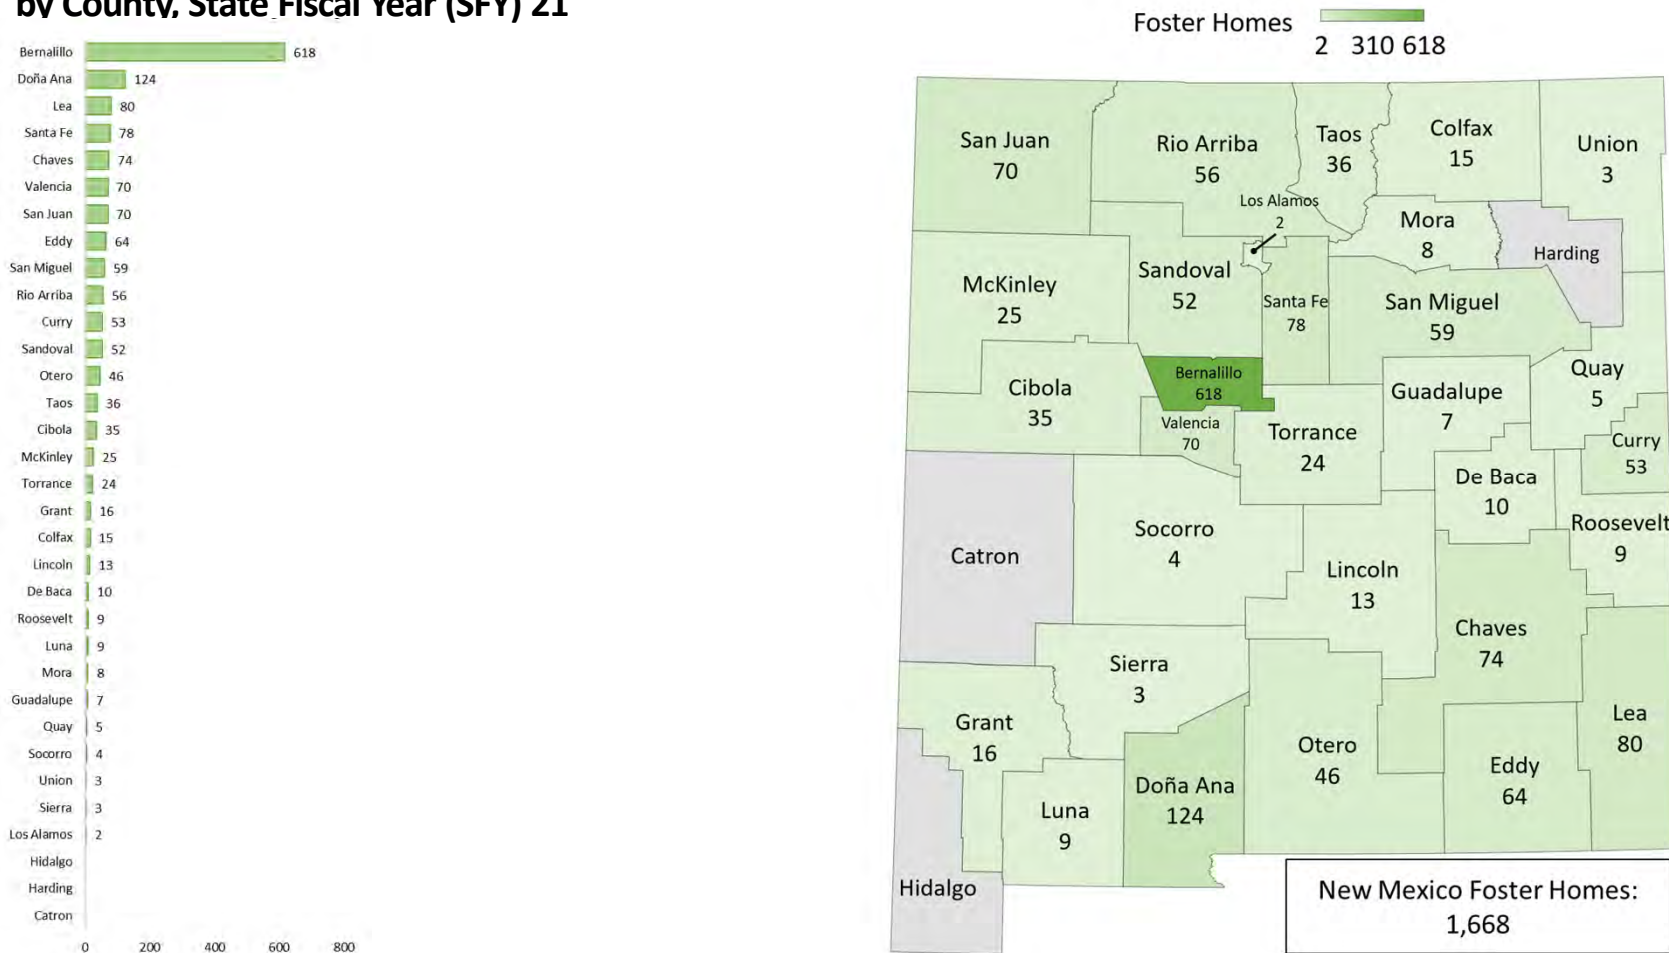 by County, State Fiscal Year (SFY) 21
Bernalillo 618
Doña Ana 124
Lea 80
Santa Fe 78
Chaves 74
Valencia 70
San Juan 70
Eddy 64
San Miguel 59
Rio Arriba 56
Curry 53
Sandoval 52
Otero 46
Taos 36
Cibola 35
McKinley 25
Torrance 24
Grant 16
Colfax 15
Lincoln 13
De Baca 10
Roosevelt 9
Luna 9
Mora 8
Guadalupe 7
Quay 5
Socorro 4
Union 3
Sierra 3
Los Alamos 2
Hidalgo
Harding
Catron
0 200 400 600 800
Foster Homes
2 310 618
San Juan
70
Rio Arriba
56
Taos
36
Colfax
15
Union
3
Los Alamos
2
Mora
8
Harding
McKinley
25
Sandoval
52
Santa Fe
78
San Miguel
59
Cibola
35
Bernalillo
618
Valencia
70
Torrance
24
Guadalupe
7
Quay
5
Curry
53
De Baca
10
Roosevelt
9
Catron
Socorro
4
Lincoln
13
Chaves
74
Sierra
3
Grant
16
Lea
80
Otero
46
Eddy
64
Doña Ana
124
Luna
9
Hidalgo
New Mexico Foster Homes:
1,668